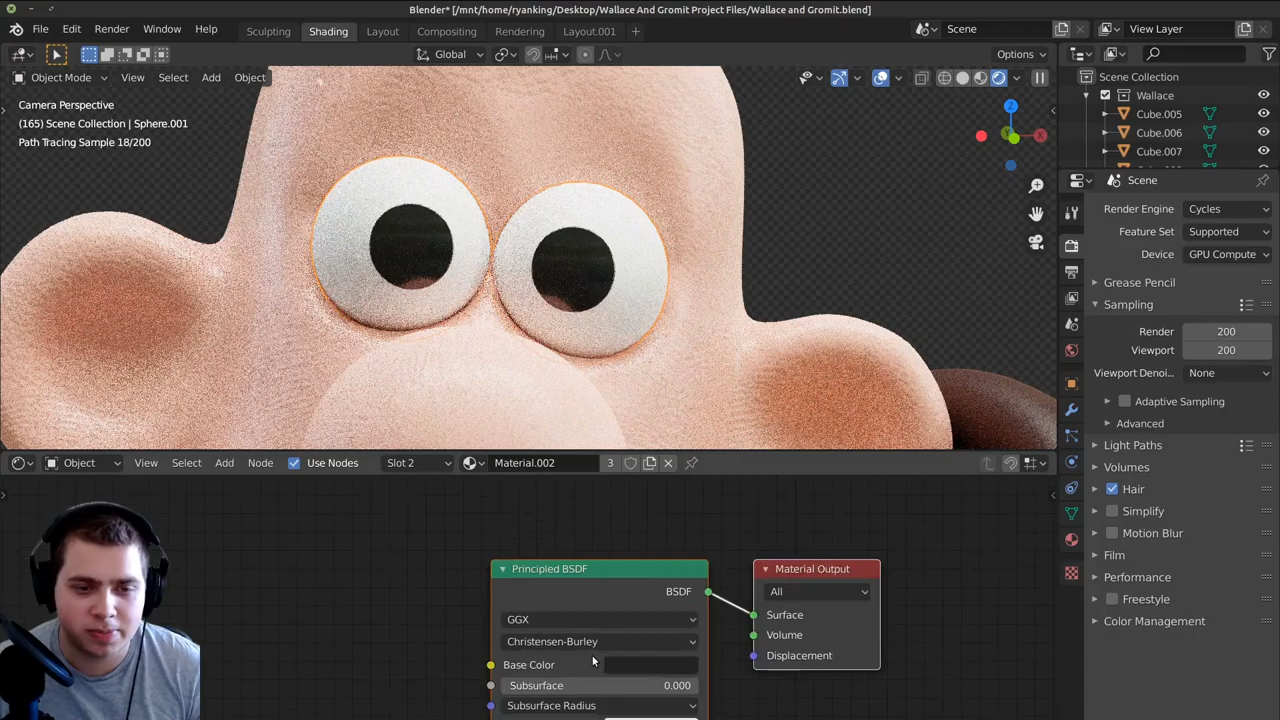 Blender* [/mnt/home/ryanking/Desktop/Wallace And Gromit Project Files/Wallace and Gromit.blend]
File Edit Render Window Help Sculpting Shading Layout Compositing Rendering Layout.001 + Scene View Layer
Global Options
Object Mode View Select Add Object
Camera Perspective
(165) Scene Collection | Sphere.001
Path Tracing Sample 18/200
Z
Scene Collection
Wallace
Cube.005
Cube.006
Cube.007
Scene
Render Engine Cycles
Feature Set Supported
Device GPU Compute
Grease Pencil
Sampling
Render 200
Viewport 200
Viewport Denoi... None
Adaptive Sampling
Advanced
Light Paths
Volumes
Hair
Simplify
Motion Blur
Film
Performance
Freestyle
Color Management
Object View Select Add Node Use Nodes Slot 2 Material.002 3
Principled BSDF
BSDF
GGX
Christensen-Burley
Base Color
Subsurface 0.000
Subsurface Radius
Material Output
All
Surface
Volume
Displacement